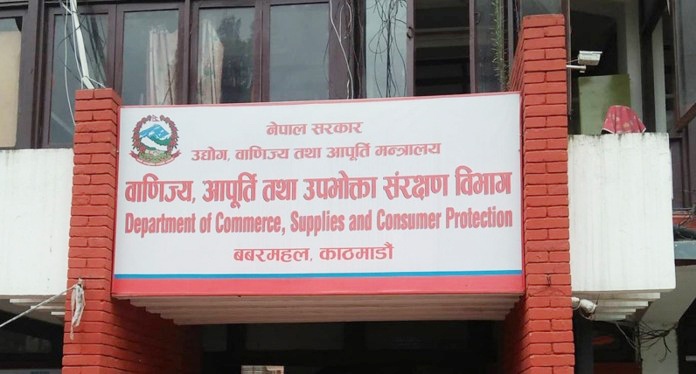 नेपाल सरकार
उद्योग, वाणिज्य तथा आपूर्ति मन्त्रालय
वाणिज्य, आपूर्ति तथा उपभोक्ता संरक्षण विभाग
Department of Commerce, Supplies and Consumer Protection
बबरमहल, काठमाडौं